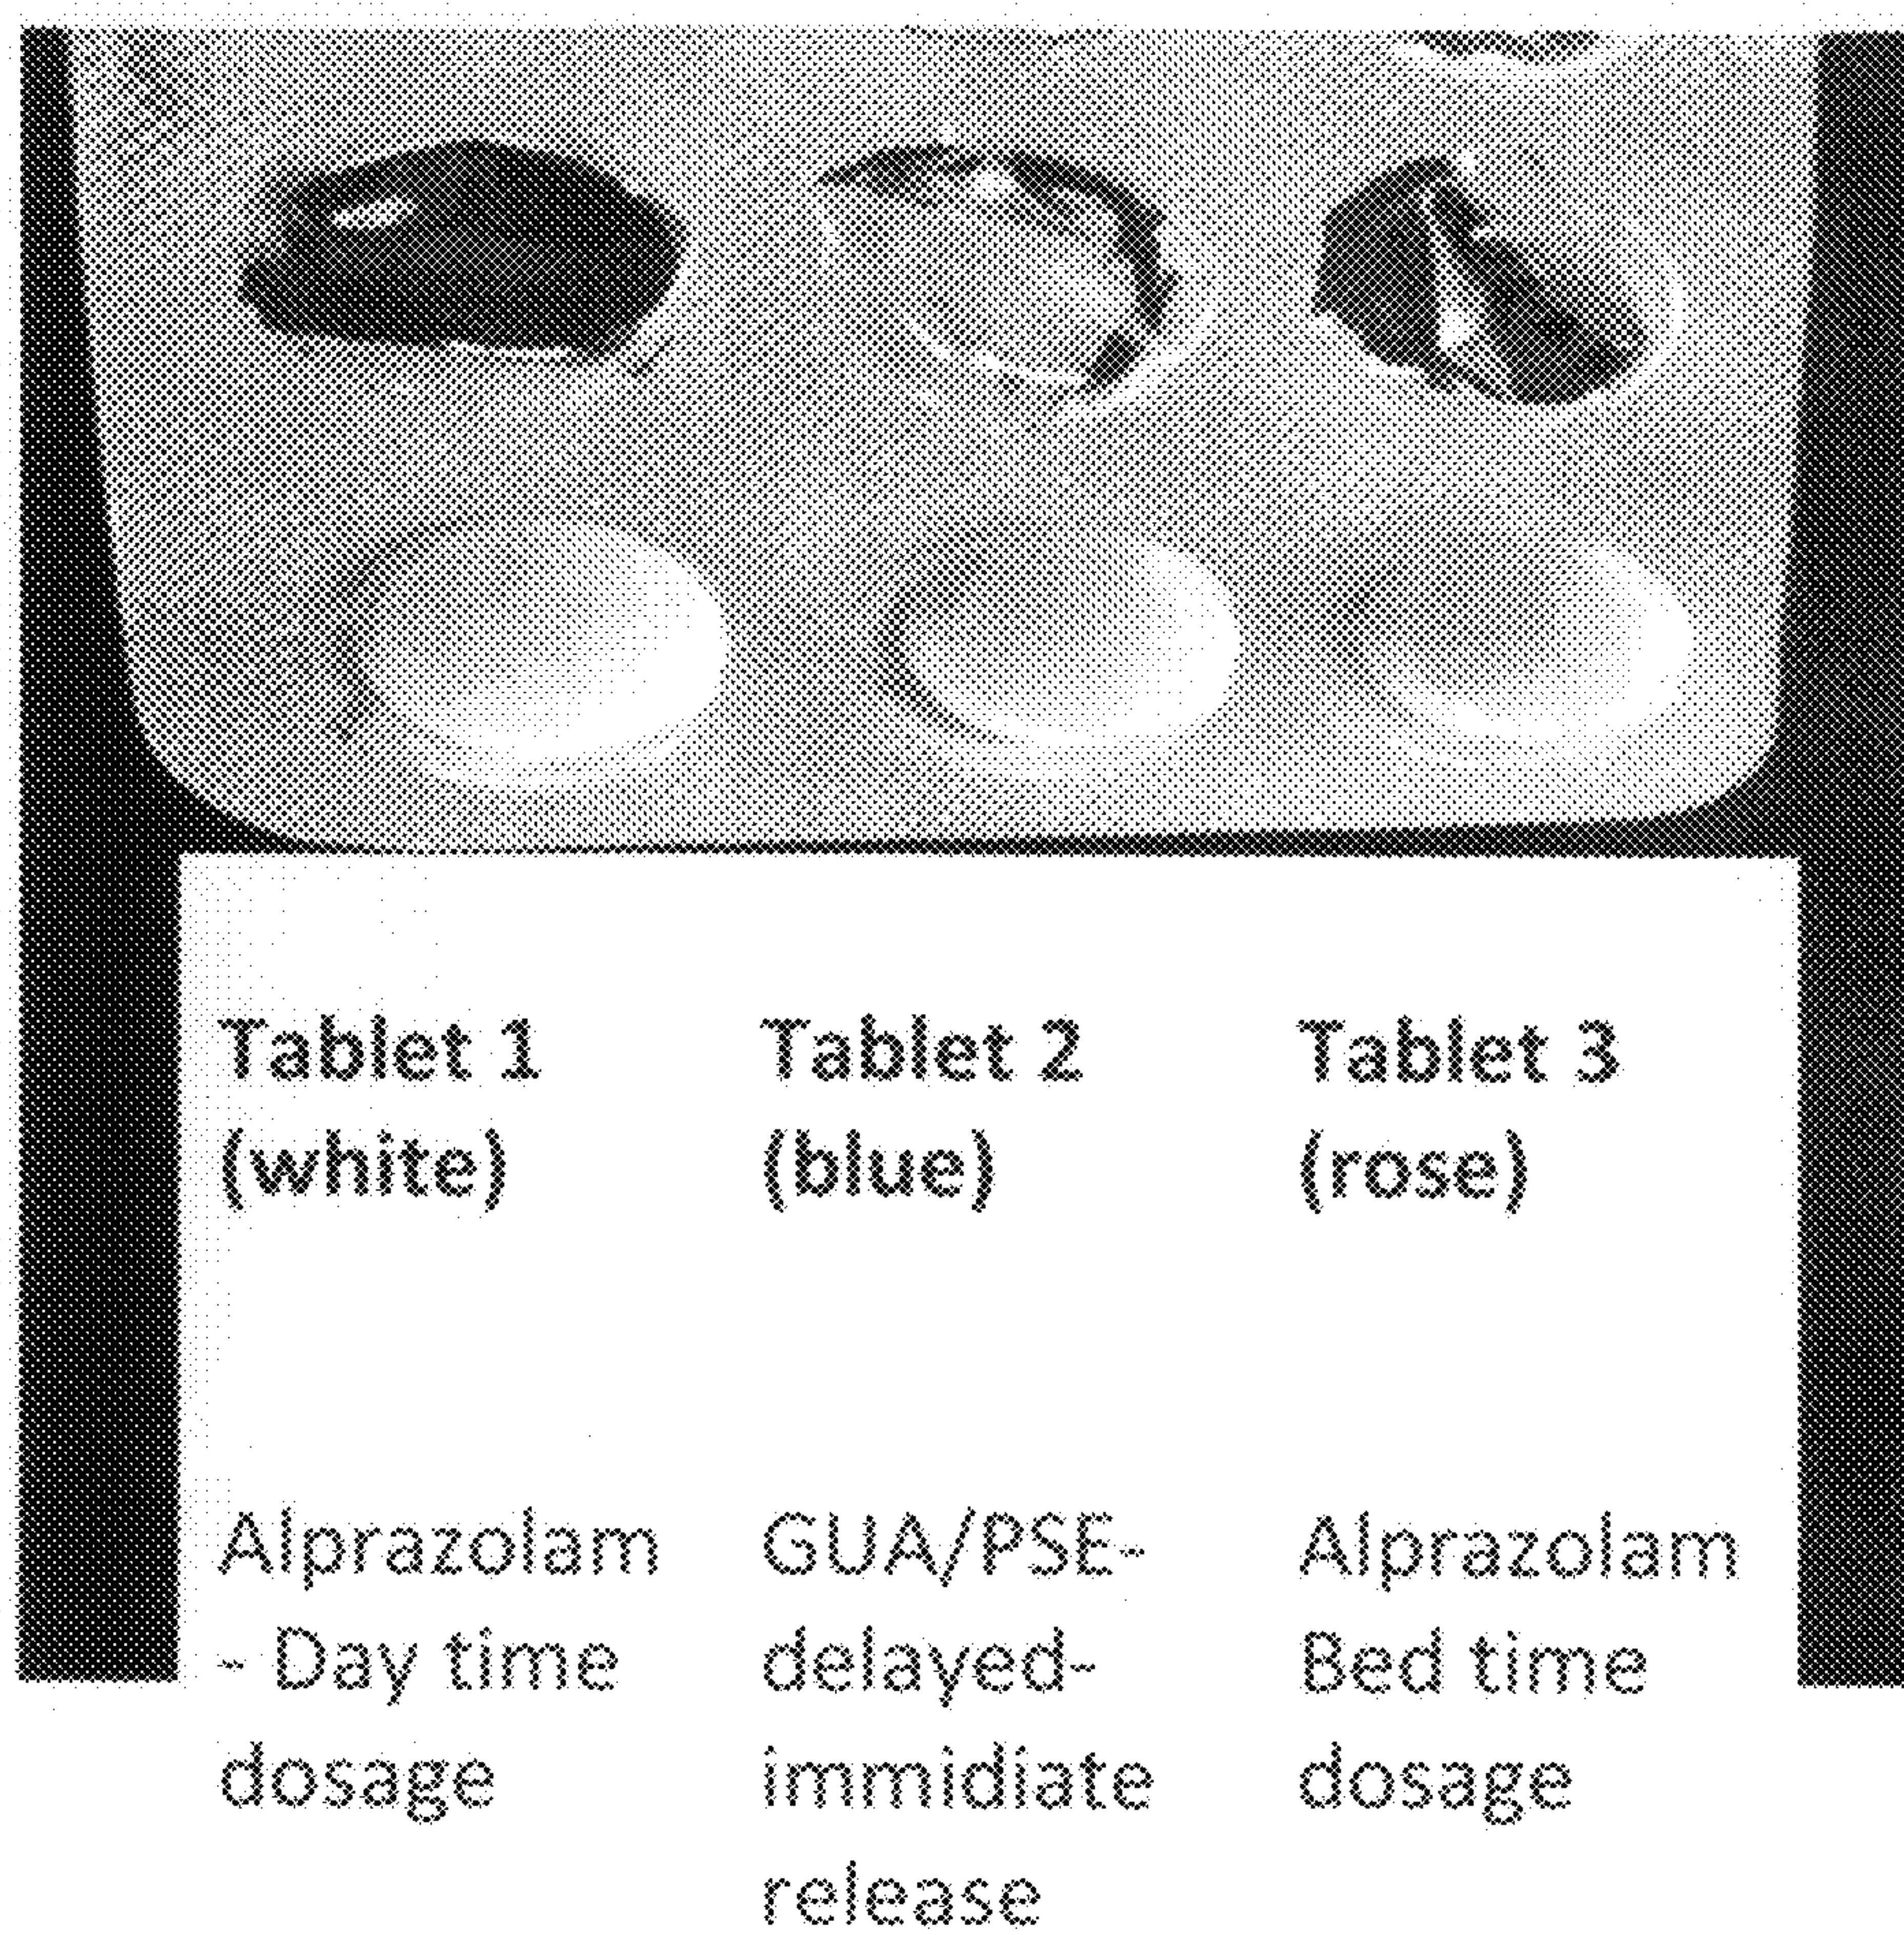 Tablet 1
(white)
Tablet 2
(blue)
Tablet 3
(rose)
Alprazolam
- Day time
dosage
GUA/PSE-
delayed-
immidiate
release
Alprazolam
Bed time
dosage